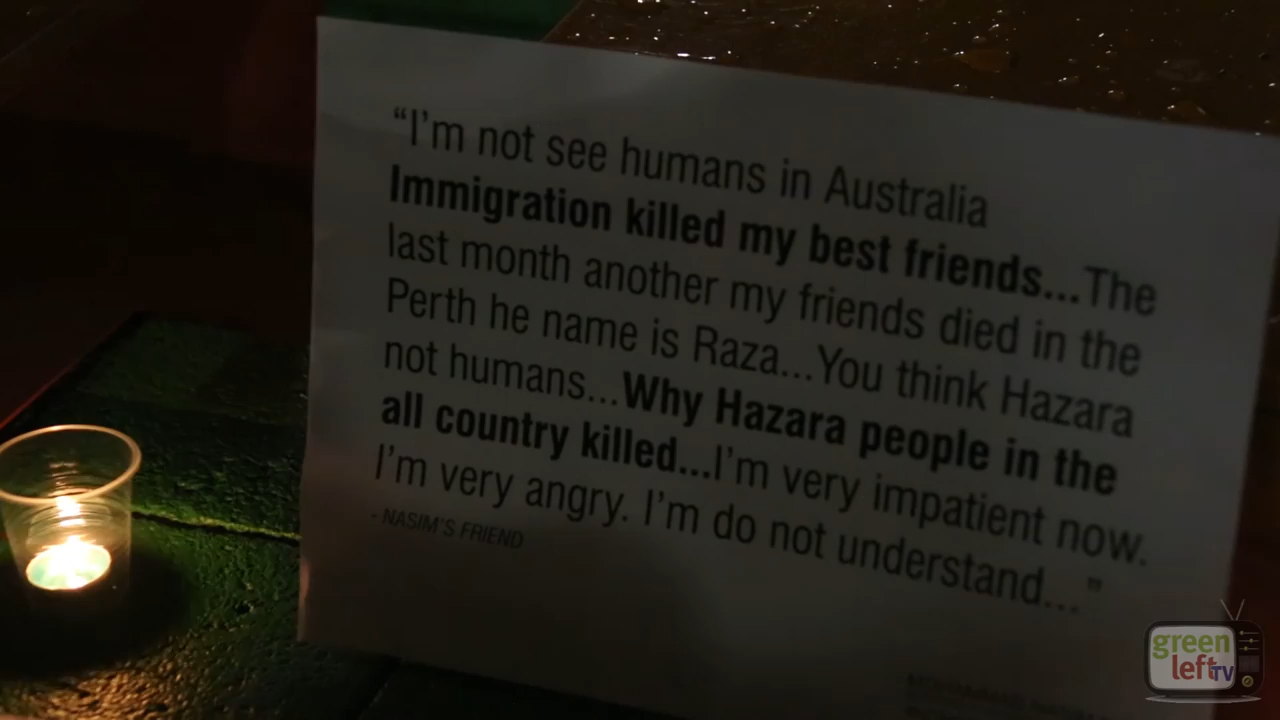 “I’m not see humans in Australia
Immigration killed my best friends...The
last month another my friends died in the
Perth he name is Raza...You think Hazara
not humans...Why Hazara people in the
all country killed...I’m very impatient now.
I’m very angry. I’m do not understand...”
- NASIM’S FRIEND
green
left TV